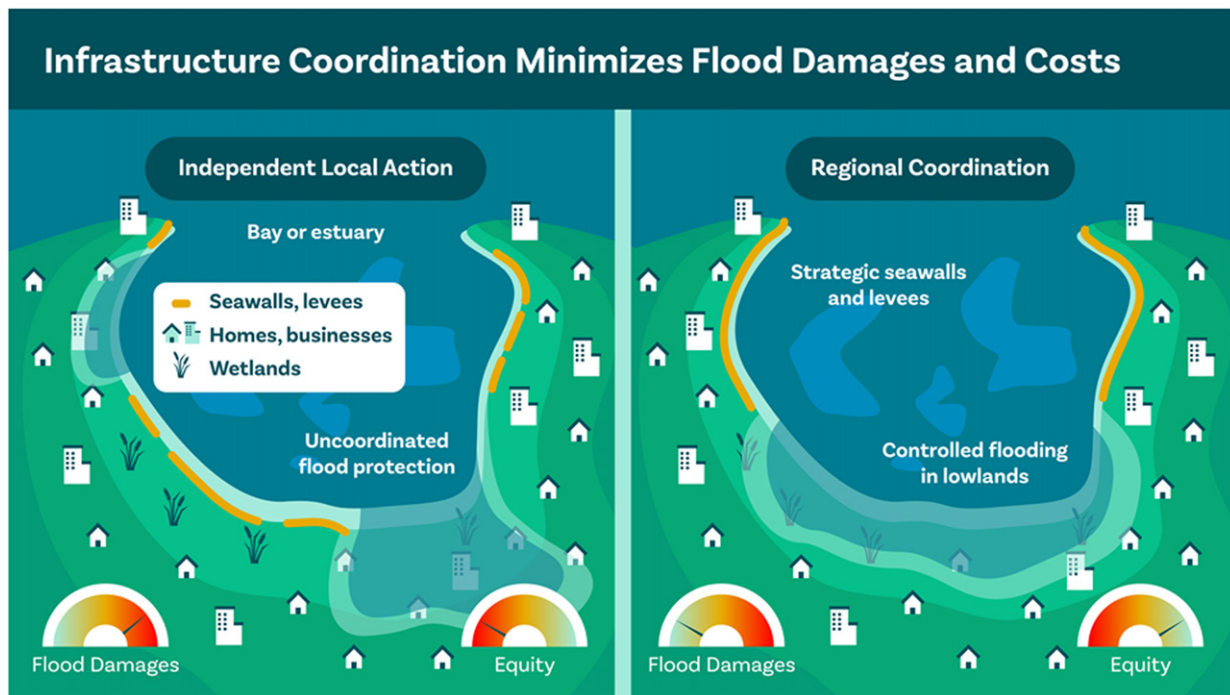 Infrastructure Coordination Minimizes Flood Damages and Costs
Independent Local Action
Bay or estuary
Seawalls, levees
Homes, businesses
Wetlands
Uncoordinated
flood protection
Flood Damages
Equity
Regional Coordination
Strategic seawalls
and levees
Controlled flooding
in lowlands
Flood Damages
Equity